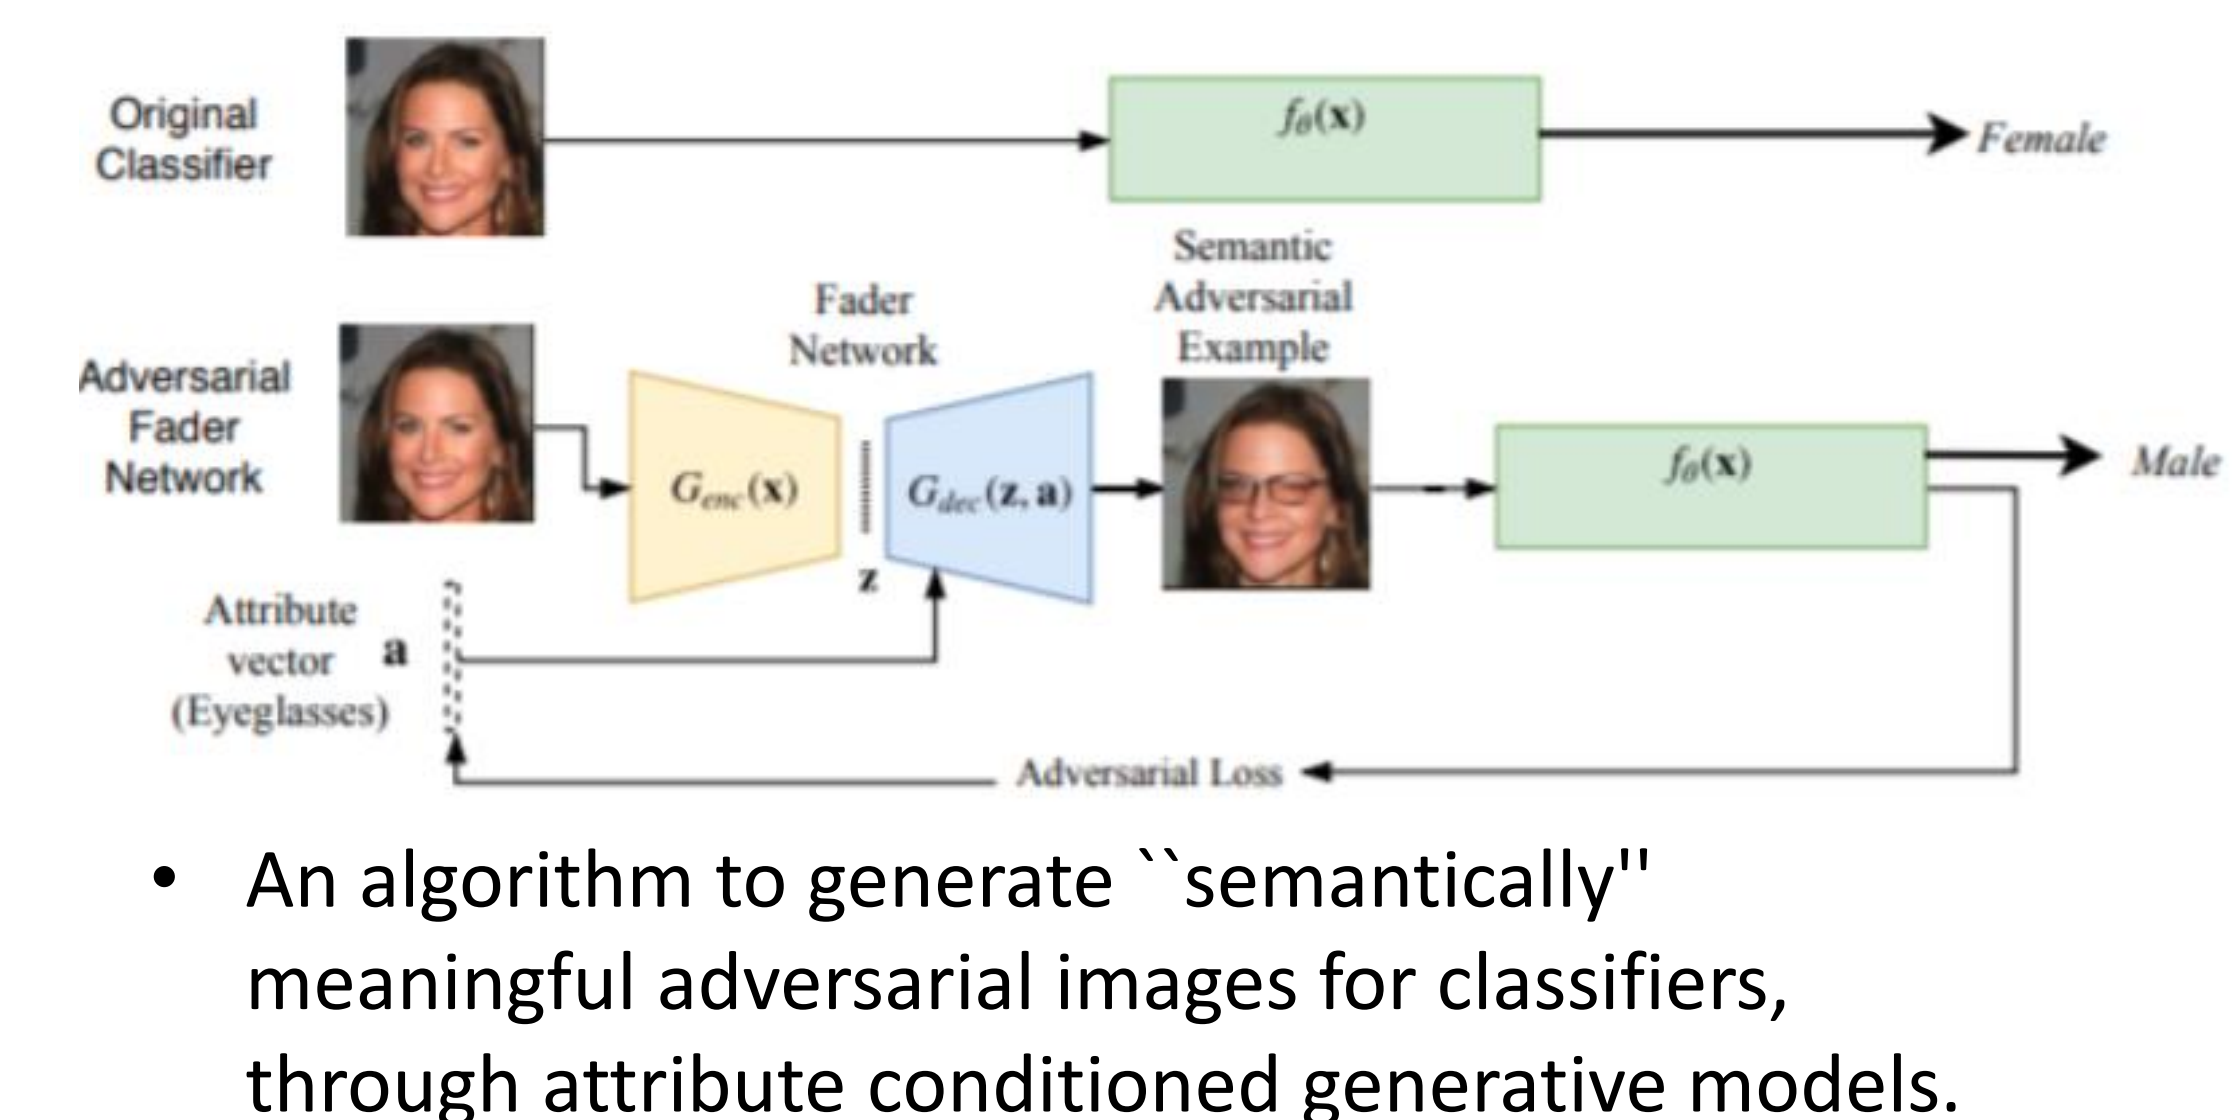 Original
Classifier
fθ(x)
Female
Semantic
Adversarial
Example
Fader
Network
Adversarial
Fader
Network
Genc(x)
z
Gdec(z, a)
fθ(x)
Male
Attribute
vector
(Eyeglasses)
a
Adversarial Loss
• An algorithm to generate ``semantically''
meaningful adversarial images for classifiers,
through attribute conditioned generative models.